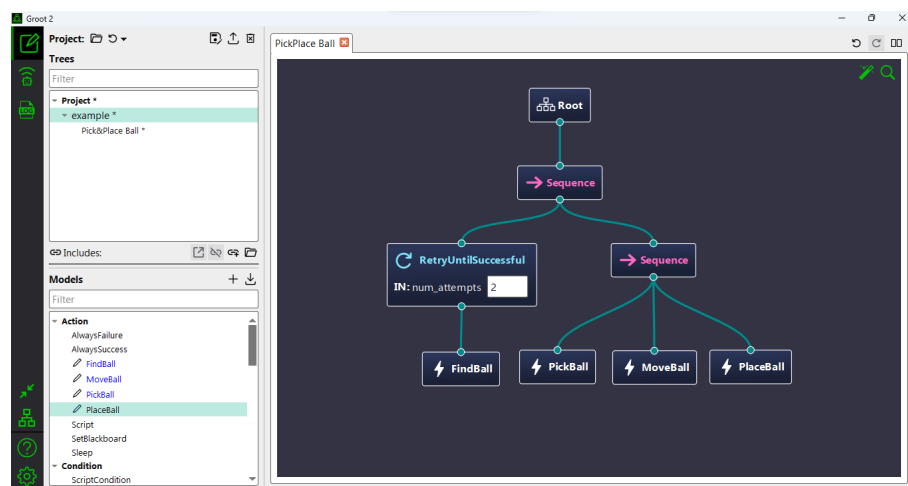 Groot 2
Project:
Trees
Filter
Project *
example *
Pick&Place Ball *
Includes:
Models
Filter
Action
AlwaysFailure
AlwaysSuccess
FindBall
MoveBall
PickBall
PlaceBall
Script
SetBlackboard
Sleep
Condition
ScriptCondition
LOG
PickPlace Ball
Root
Sequence
RetryUntilSuccessful
IN: num_attempts 2
Sequence
FindBall
PickBall
MoveBall
PlaceBall